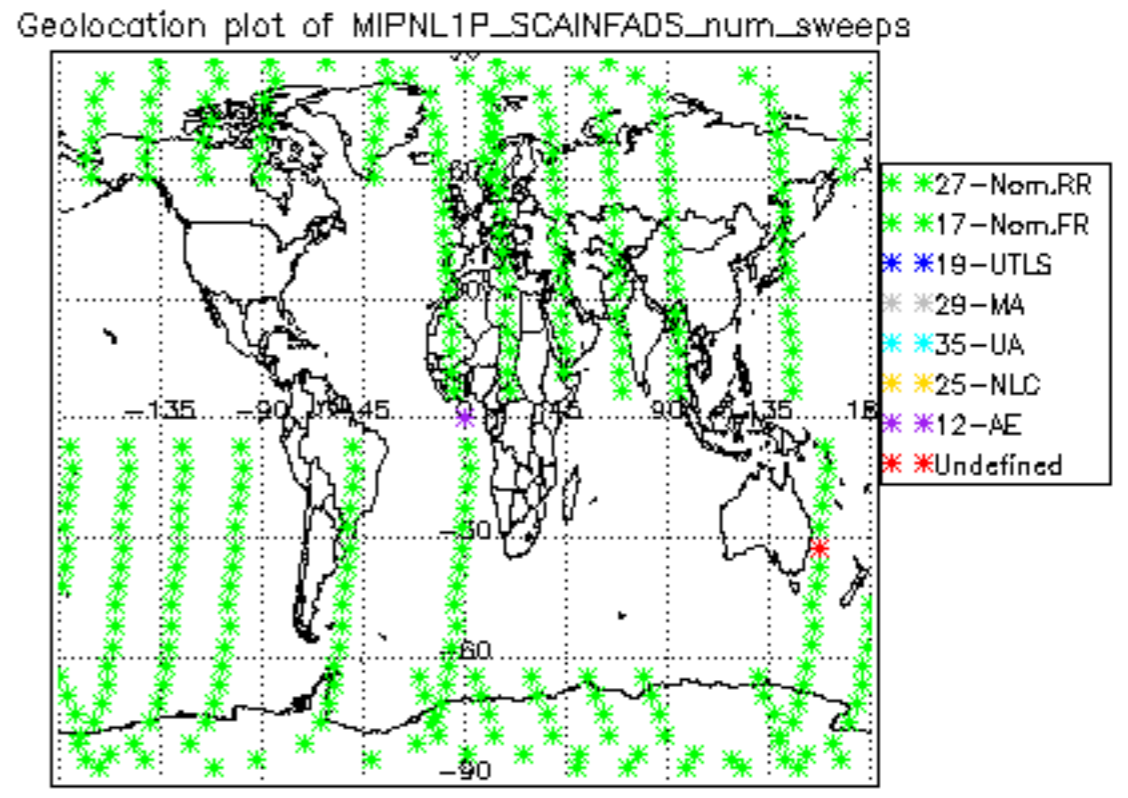 Geolocation plot of MIPNL1P_SCAINFADS_num_sweeps
60
-135 -90 -45 45 90 135
-30
-60
-90
27-Nom.RR
17-Nom.FR
19-UTLS
29-MA
35-UA
25-NLC
12-AE
Undefined